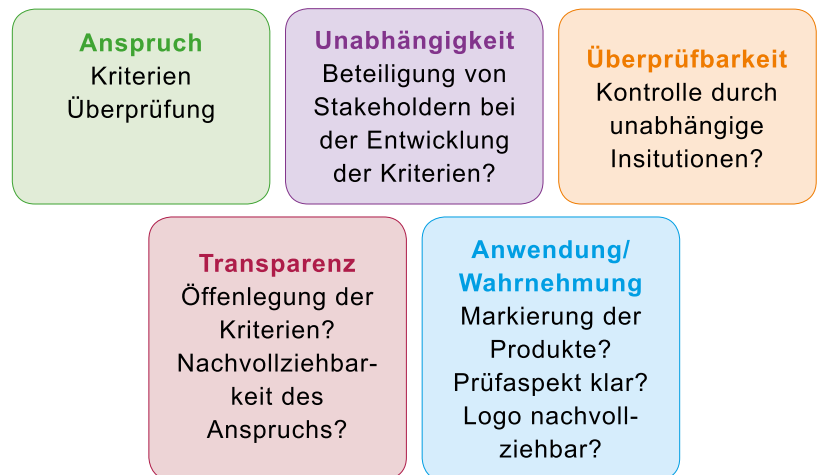 Anspruch
Kriterien
Überprüfung
Unabhängigkeit
Beteiligung von
Stakeholdern bei
der Entwicklung
der Kriterien?
Überprüfbarkeit
Kontrolle durch
unabhängige
Insitutionen?
Transparenz
Öffenlegung der
Kriterien?
Nachvollziehbar-
keit des
Anspruchs?
Anwendung/
Wahrnehmung
Markierung der
Produkte?
Prüfaspekt klar?
Logo nachvoll-
ziehbar?